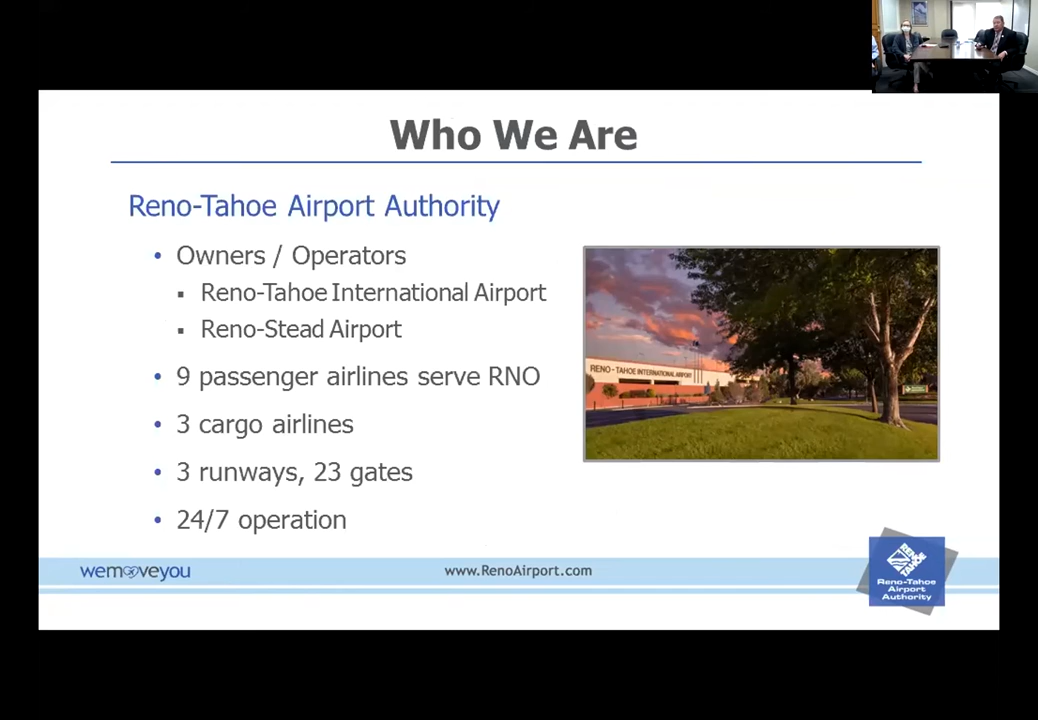 Who We Are
Reno-Tahoe Airport Authority
• Owners / Operators
▪ Reno-Tahoe International Airport
▪ Reno-Stead Airport
• 9 passenger airlines serve RNO
• 3 cargo airlines
• 3 runways, 23 gates
• 24/7 operation
RENO-TAHOE INTERNATIONAL AIRPORT
wemoveyou
www.RenoAirport.com
RENO
TAHOE
Reno-Tahoe
Airport
Authority